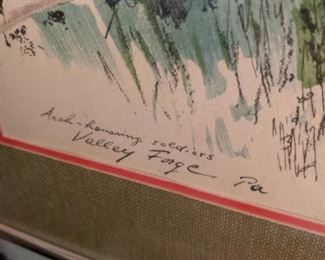 Arch-honoring soldiers
Valley Forge Pa